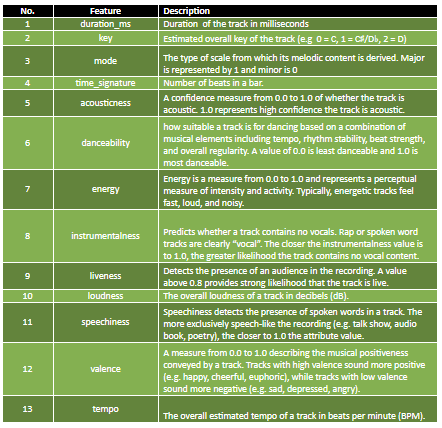 No. Feature Description
1 duration_ms Duration of the track in milliseconds
2 key Estimated overall key of the track (e.g 0 = C, 1 = C#/D♭, 2 = D)
3 mode The type of scale from which its melodic content is derived. Major
is represented by 1 and minor is 0
4 time_signature Number of beats in a bar.
5 acousticness A confidence measure from 0.0 to 1.0 of whether the track is
acoustic. 1.0 represents high confidence the track is acoustic.
6 danceability how suitable a track is for dancing based on a combination of
musical elements including tempo, rhythm stability, beat strength,
and overall regularity. A value of 0.0 is least danceable and 1.0 is
most danceable.
7 energy Energy is a measure from 0.0 to 1.0 and represents a perceptual
measure of intensity and activity. Typically, energetic tracks feel
fast, loud, and noisy.
8 instrumentalness Predicts whether a track contains no vocals. Rap or spoken word
tracks are clearly “vocal”. The closer the instrumentalness value is
to 1.0, the greater likelihood the track contains no vocal content.
9 liveness Detects the presence of an audience in the recording. A value
above 0.8 provides strong likelihood that the track is live.
10 loudness The overall loudness of a track in decibels (dB).
11 speechiness Speechiness detects the presence of spoken words in a track. The
more exclusively speech-like the recording (e.g. talk show, audio
book, poetry), the closer to 1.0 the attribute value.
12 valence A measure from 0.0 to 1.0 describing the musical positiveness
conveyed by a track. Tracks with high valence sound more positive
(e.g. happy, cheerful, euphoric), while tracks with low valence
sound more negative (e.g. sad, depressed, angry).
13 tempo The overall estimated tempo of a track in beats per minute (BPM).